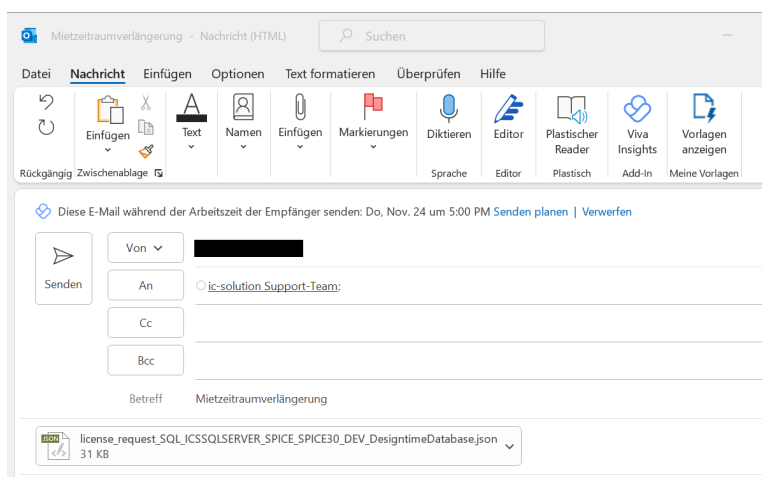 Mietzeitraumverlängerung - Nachricht (HTML)
Suchen
Datei Nachricht Einfügen Optionen Text formatieren Überprüfen Hilfe
Einfügen Text Namen Einfügen Markierungen Diktieren Editor Plastischer Reader Viva Insights Vorlagen anzeigen
Rückgängig Zwischenablage Sprache Editor Plastisch Add-In Meine Vorlagen
Diese E-Mail während der Arbeitszeit der Empfänger senden: Do, Nov. 24 um 5:00 PM Senden planen | Verwerfen
Senden
Von
An ic-solution Support-Team;
Cc
Bcc
Betreff Mietzeitraumverlängerung
JSON
license_request_SQL_ICSSQLSERVER_SPICE_SPICE30_DEV_DesigntimeDatabase.json
31 KB